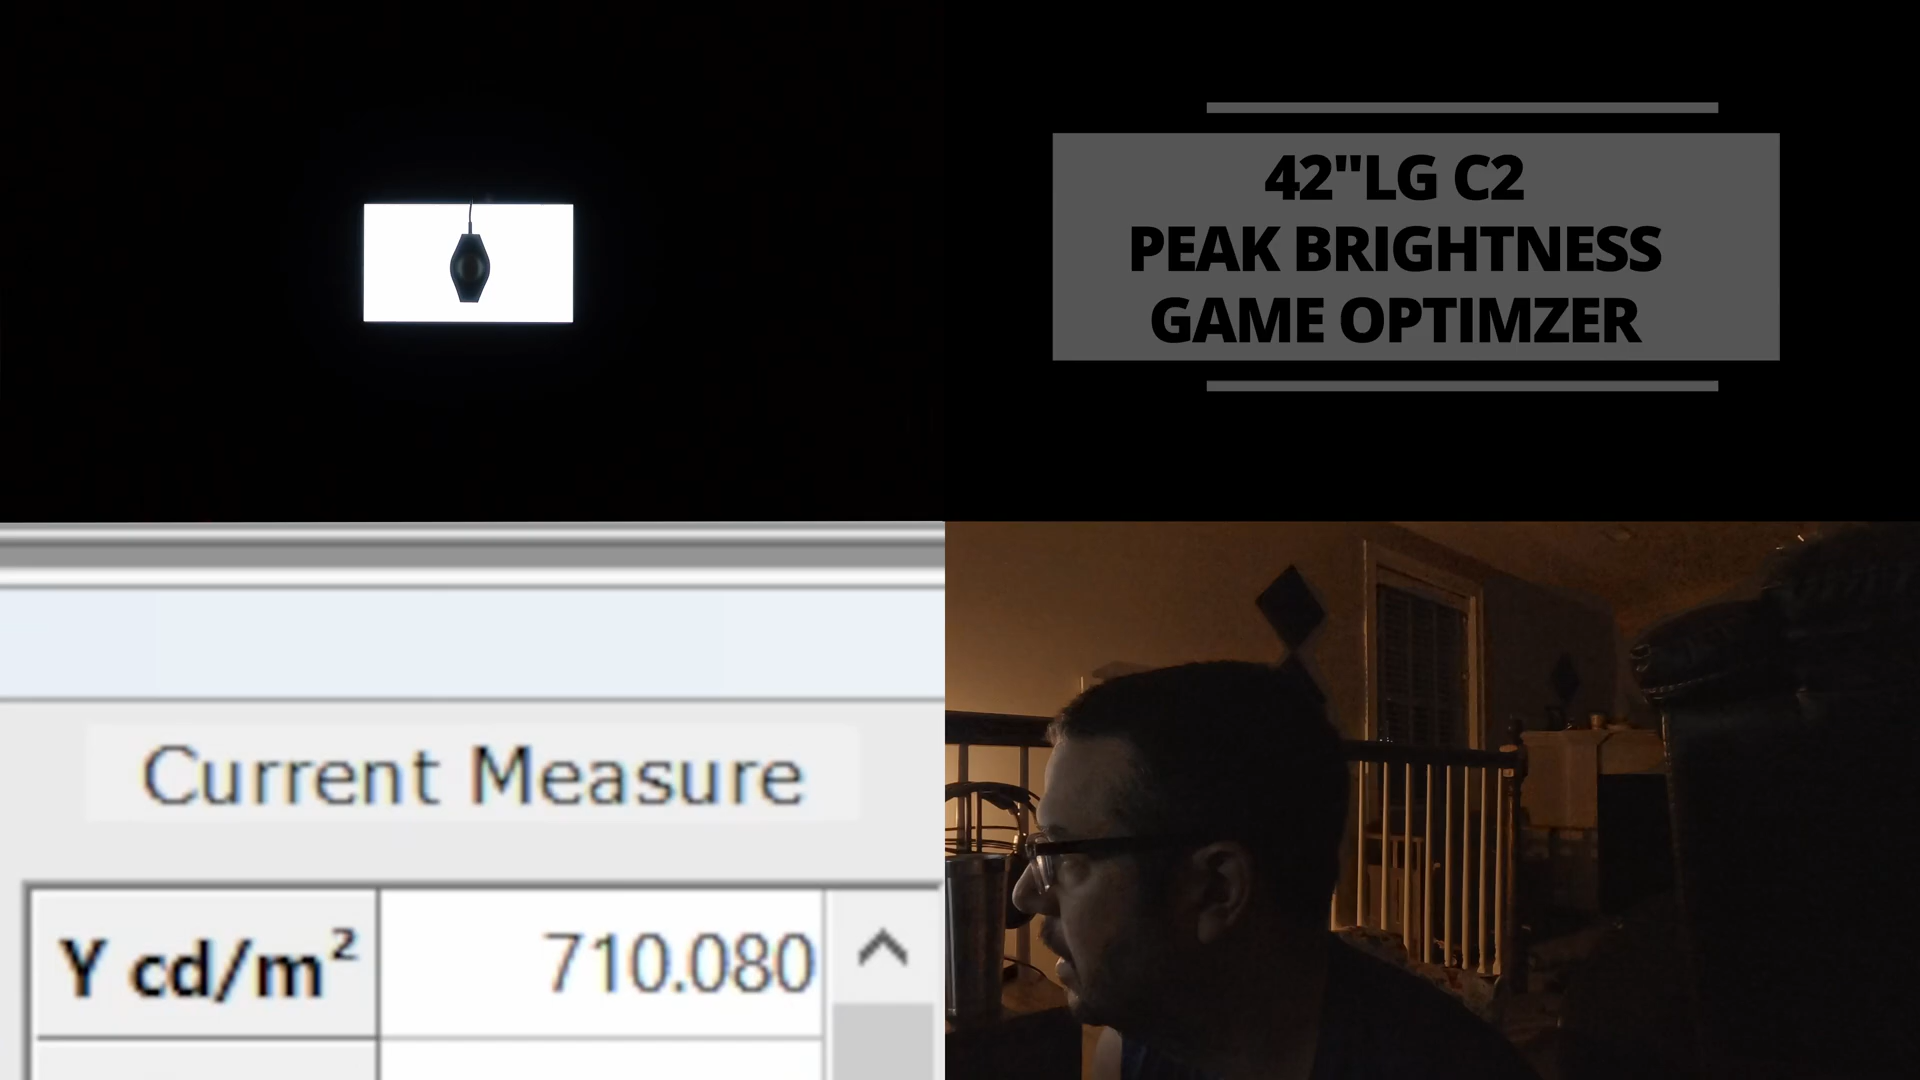 42"LG C2
PEAK BRIGHTNESS
GAME OPTIMZER
Current Measure
Y cd/m² 710.080